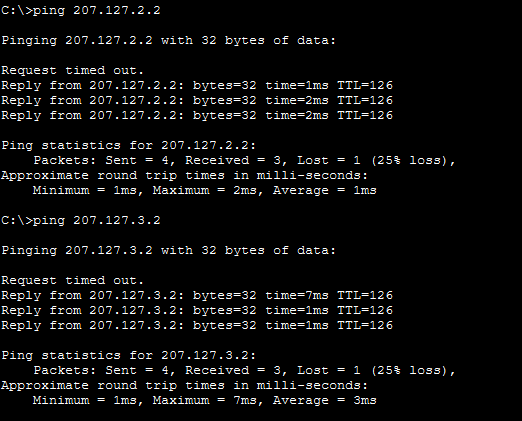 C:\>ping 207.127.2.2
Pinging 207.127.2.2 with 32 bytes of data:
Request timed out.
Reply from 207.127.2.2: bytes=32 time=1ms TTL=126
Reply from 207.127.2.2: bytes=32 time=2ms TTL=126
Reply from 207.127.2.2: bytes=32 time=2ms TTL=126
Ping statistics for 207.127.2.2:
    Packets: Sent = 4, Received = 3, Lost = 1 (25% loss),
Approximate round trip times in milli-seconds:
    Minimum = 1ms, Maximum = 2ms, Average = 1ms
C:\>ping 207.127.3.2
Pinging 207.127.3.2 with 32 bytes of data:
Request timed out.
Reply from 207.127.3.2: bytes=32 time=7ms TTL=126
Reply from 207.127.3.2: bytes=32 time=1ms TTL=126
Reply from 207.127.3.2: bytes=32 time=1ms TTL=126
Ping statistics for 207.127.3.2:
    Packets: Sent = 4, Received = 3, Lost = 1 (25% loss),
Approximate round trip times in milli-seconds:
    Minimum = 1ms, Maximum = 7ms, Average = 3ms